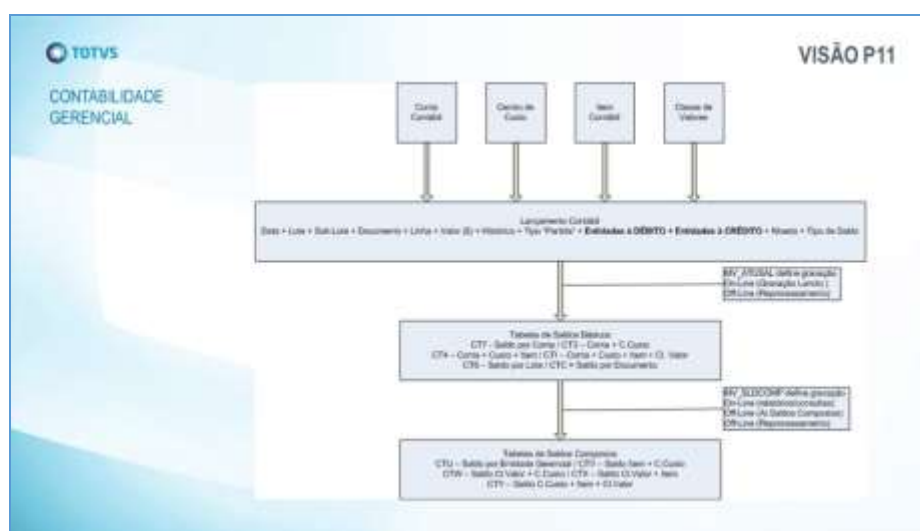 TOTVS
VISÃO P11
CONTABILIDADE
GERENCIAL
Conta
Contábil
Centro de
Custo
Item
Contábil
Classe de
Valores
Lançamento Contábil
Data + Lote + Sub-Lote + Documento + Linha + Valor ($) + Histórico + Tipo "Partida" + Entidades à DÉBITO + Entidades à CRÉDITO + Moeda + Tipo de Saldo
MV_ATUSAL define gravação
On-Line (Gravação Lancto.)
Off-Line (Reprocessamento)
Tabelas de Saldos Básicos
CT7 - Saldo por Conta / CT3 – Conta + C.Custo
CT4 – Conta + Custo + Item / CTI – Conta + Custo + Item + Cl. Valor
CT6 – Saldo por Lote / CTC = Saldo por Documento
MV_SLDCOMP define gravação
On-Line (relatórios/consultas)
Off-Line (At Saldos Compostos)
Off-Line (Reprocessamento)
Tabelas de Saldos Compostos
CTU – Saldo por Entidade Gerencial / CTV – Saldo Item + C.Custo
CTW – Saldo Cl.Valor + C.Custo / CTX – Saldo Cl.Valor + Item
CTY – Saldo C.Custo + Item + Cl.Valor